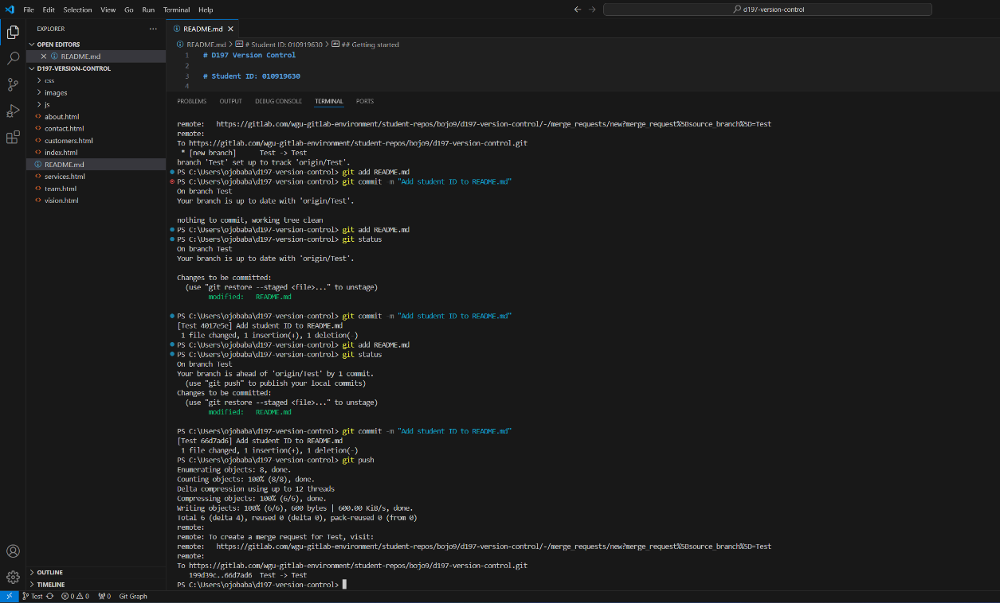 File Edit Selection View Go Run Terminal Help
d197-version-control
EXPLORER
OPEN EDITORS
README.md
D197-VERSION-CONTROL
css
images
js
about.html
contact.html
customers.html
index.html
README.md
services.html
team.html
vision.html
OUTLINE
TIMELINE
README.md
README.md > # Student ID: 010919630 > ## Getting started
1 # D197 Version Control
2
3 # Student ID: 010919630
4
PROBLEMS OUTPUT DEBUG CONSOLE TERMINAL PORTS
remote:   https://gitlab.com/wgu-gitlab-environment/student-repos/bojo9/d197-version-control/-/merge_requests/new?merge_request%5Bsource_branch%5D=Test
remote:
To https://gitlab.com/wgu-gitlab-environment/student-repos/bojo9/d197-version-control.git
 * [new branch]      Test -> Test
branch 'Test' set up to track 'origin/Test'.
PS C:\Users\ojobaba\d197-version-control> git add README.md
PS C:\Users\ojobaba\d197-version-control> git commit -m "Add student ID to README.md"
On branch Test
Your branch is up to date with 'origin/Test'.
nothing to commit, working tree clean
PS C:\Users\ojobaba\d197-version-control> git add README.md
PS C:\Users\ojobaba\d197-version-control> git status
On branch Test
Your branch is up to date with 'origin/Test'.
Changes to be committed:
  (use "git restore --staged <file>..." to unstage)
        modified:   README.md
PS C:\Users\ojobaba\d197-version-control> git commit -m "Add student ID to README.md"
[Test 4017e5e] Add student ID to README.md
 1 file changed, 1 insertion(+), 1 deletion(-)
PS C:\Users\ojobaba\d197-version-control> git add README.md
PS C:\Users\ojobaba\d197-version-control> git status
On branch Test
Your branch is ahead of 'origin/Test' by 1 commit.
  (use "git push" to publish your local commits)
Changes to be committed:
  (use "git restore --staged <file>..." to unstage)
        modified:   README.md
PS C:\Users\ojobaba\d197-version-control> git commit -m "Add student ID to README.md"
[Test 66d7ad6] Add student ID to README.md
 1 file changed, 1 insertion(+), 1 deletion(-)
PS C:\Users\ojobaba\d197-version-control> git push
Enumerating objects: 8, done.
Counting objects: 100% (8/8), done.
Delta compression using up to 12 threads
Compressing objects: 100% (6/6), done.
Writing objects: 100% (6/6), 600 bytes | 600.00 KiB/s, done.
Total 6 (delta 4), reused 0 (delta 0), pack-reused 0 (from 0)
remote:
remote: To create a merge request for Test, visit:
remote:   https://gitlab.com/wgu-gitlab-environment/student-repos/bojo9/d197-version-control/-/merge_requests/new?merge_request%5Bsource_branch%5D=Test
remote:
To https://gitlab.com/wgu-gitlab-environment/student-repos/bojo9/d197-version-control.git
   199d39c..66d7ad6  Test -> Test
PS C:\Users\ojobaba\d197-version-control>
Test 0 0 0 Git Graph